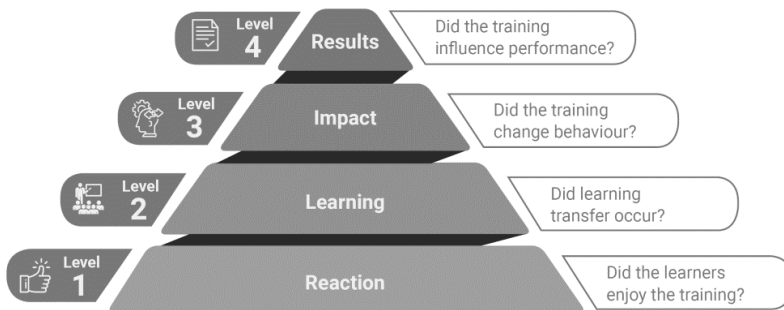 Level
4
Results
Did the training
influence performance?
Level
3
Impact
Did the training
change behaviour?
Level
2
Learning
Did learning
transfer occur?
Level
1
Reaction
Did the learners
enjoy the training?